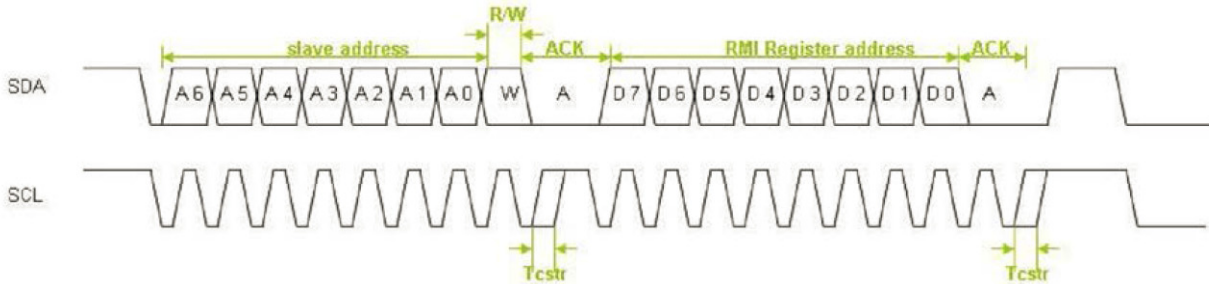 R/W
slave address ACK RMI Register address ACK
SDA A6 A5 A4 A3 A2 A1 A0 W A D7 D6 D5 D4 D3 D2 D1 D0 A
SCL
Tcstr Tcstr